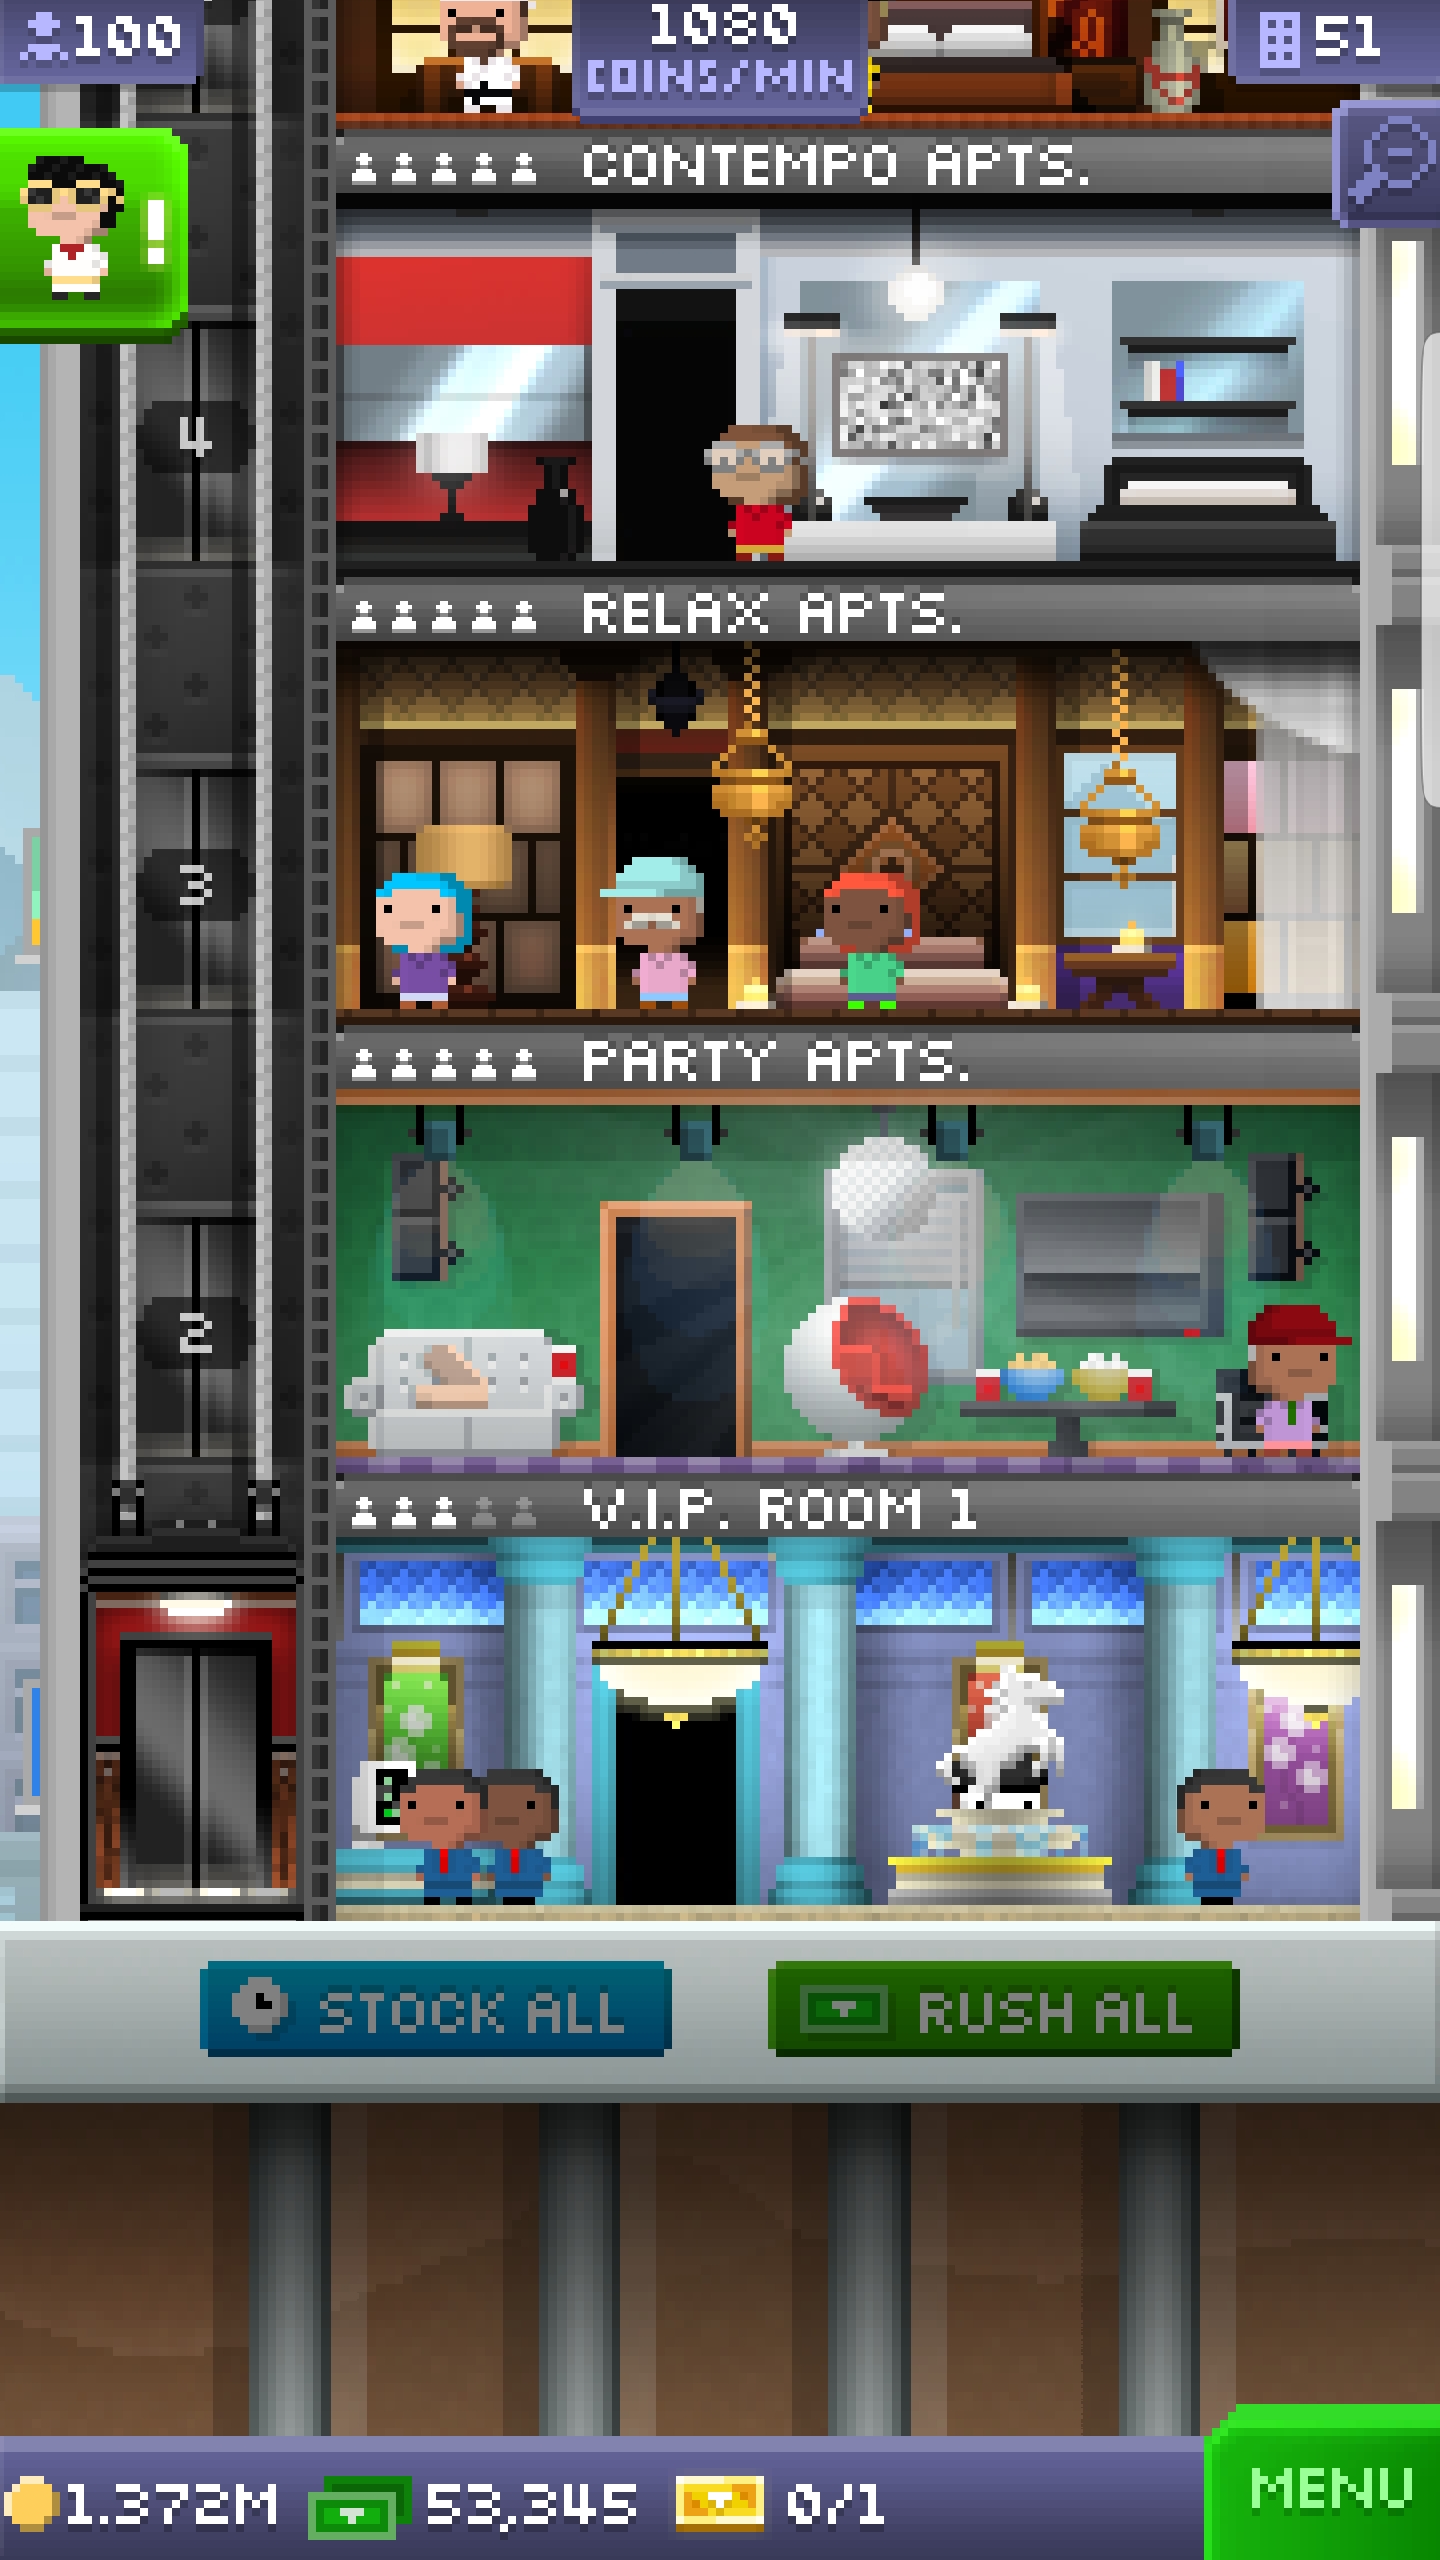 100
1080
COINS/MIN
51
!
CONTEMPO APTS.
4
RELAX APTS.
3
PARTY APTS.
2
V.I.P. ROOM 1
STOCK ALL
RUSH ALL
1.372M
53,345
0/1
MENU